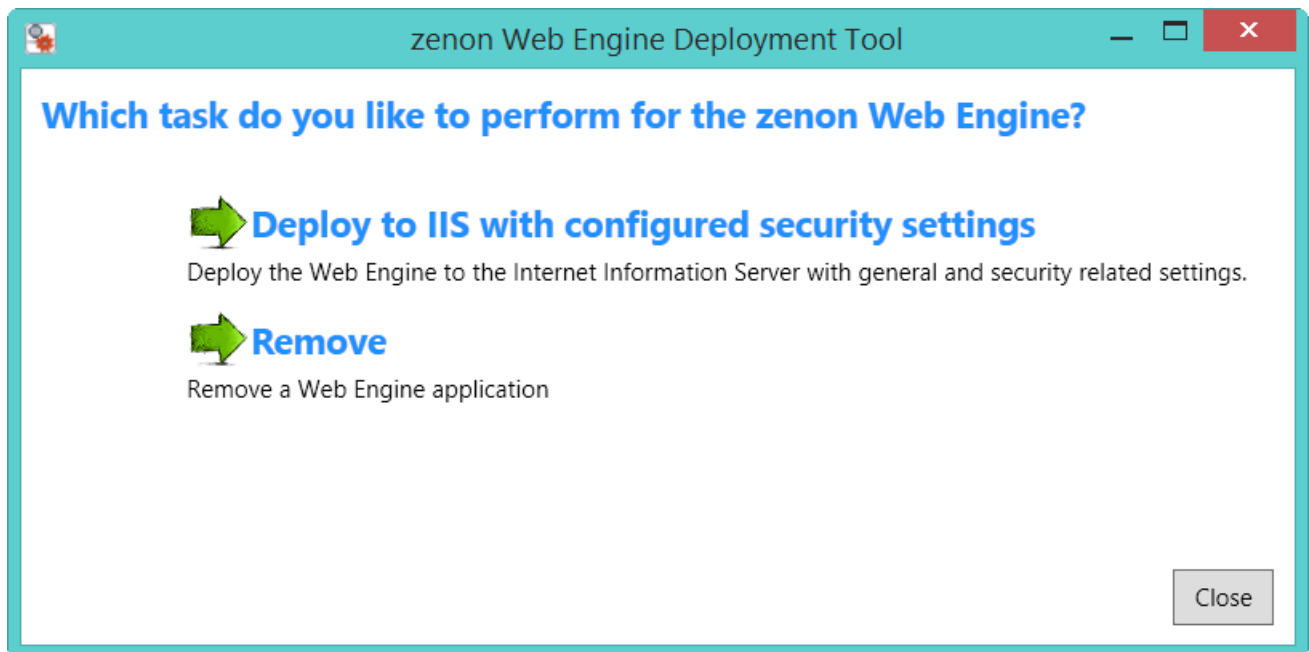 zenon Web Engine Deployment Tool
Which task do you like to perform for the zenon Web Engine?
Deploy to IIS with configured security settings
Deploy the Web Engine to the Internet Information Server with general and security related settings.
Remove
Remove a Web Engine application
Close